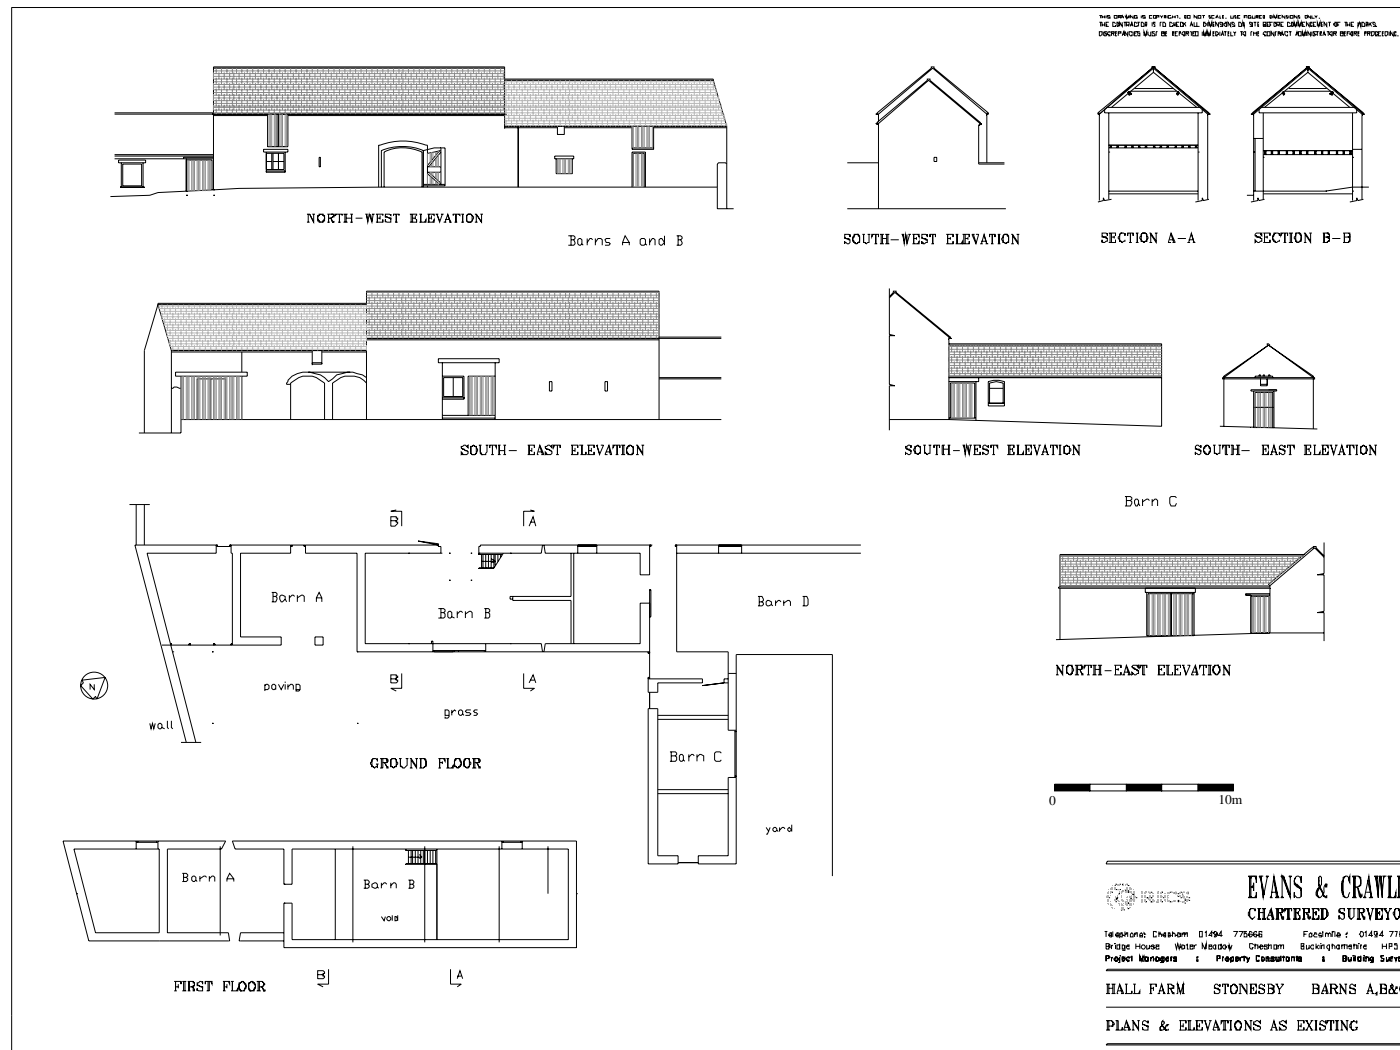 THIS DRAWING IS COPYRIGHT. DO NOT SCALE. USE FIGURED DIMENSIONS ONLY.
THE CONTRACTOR IS TO CHECK ALL DIMENSIONS ON SITE BEFORE COMMENCEMENT OF THE WORKS.
DISCREPANCIES MUST BE REPORTED IMMEDIATELY TO THE CONTRACT ADMINISTRATOR BEFORE PROCEEDING.
NORTH-WEST ELEVATION
Barns A and B
SOUTH-WEST ELEVATION
SECTION A-A
SECTION B-B
SOUTH- EAST ELEVATION
SOUTH-WEST ELEVATION
SOUTH- EAST ELEVATION
Barn C
B
A
Barn A
Barn B
Barn D
B
A
N
paving
grass
wall
Barn C
GROUND FLOOR
yard
NORTH-EAST ELEVATION
0
10m
Barn A
Barn B
void
B
A
FIRST FLOOR
EVANS & CRAWL
CHARTERED SURVEYO
Telephone: Chesham 01494 775666 Facsimile : 01494 77
Bridge House Water Meadow Chesham Buckinghamshire HP5
Project Managers : Property Consultants : Building Surve
HALL FARM STONESBY BARNS A,B&
PLANS & ELEVATIONS AS EXISTING